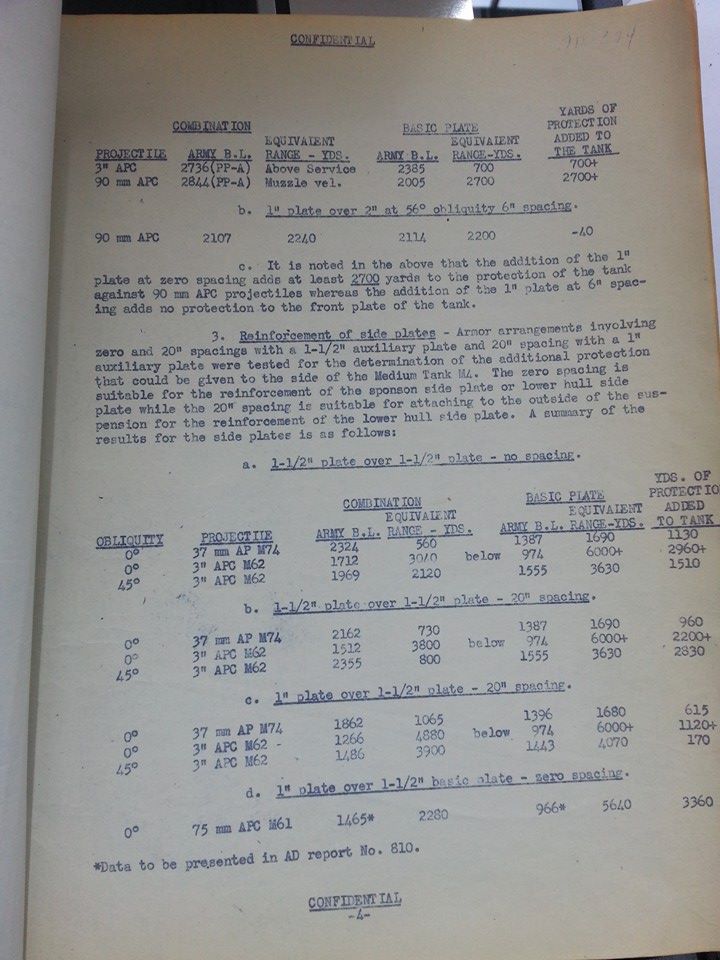 CONFIDENTIAL
COMBINATION BASIC PLATE YARDS OF PROTECTION ADDED TO THE TANK
PROJECTILE ARMY B.L. EQUIVALENT RANGE - YDS. ARMY B.L. EQUIVALENT RANGE-YDS.
3" APC 2736(PP-A) Above Service 2385 700 700+
90 mm APC 2844(PP-A) Muzzle vel. 2005 2700 2700+
b. 1" plate over 2" at 56° obliquity 6" spacing.
90 mm APC 2107 2240 2114 2200 -40
c. It is noted in the above that the addition of the 1"
plate at zero spacing adds at least 2700 yards to the protection of the tank
against 90 mm APC projectiles whereas the addition of the 1" plate at 6" spac-
ing adds no protection to the front plate of the tank.
3. Reinforcement of side plates - Armor arrangements involving
zero and 20" spacings with a 1-1/2" auxiliary plate and 20" spacing with a 1"
auxiliary plate were tested for the determination of the additional protection
that could be given to the side of the Medium Tank M4. The zero spacing is
suitable for the reinforcement of the sponson side plate or lower hull side
plate while the 20" spacing is suitable for attaching to the outside of the sus-
pension for the reinforcement of the lower hull side plate. A summary of the
results for the side plates is as follows:
a. 1-1/2" plate over 1-1/2" plate - no spacing.
COMBINATION BASIC PLATE YDS. OF PROTECTIO ADDED TO TANK
OBLIQUITY PROJECTILE ARMY B.L. EQUIVALENT RANGE - YDS. ARMY B.L. EQUIVALENT RANGE-YDS.
0° 37 mm AP M74 2324 560 1387 1690 1130
0° 3" APC M62 1712 3040 below 974 6000+ 2960+
45° 3" APC M62 1969 2120 1555 3630 1510
b. 1-1/2" plate over 1-1/2" plate - 20" spacing.
0° 37 mm AP M74 2162 730 1387 1690 960
0° 3" APC M62 1512 3800 below 974 6000+ 2200+
45° 3" APC M62 2355 800 1555 3630 2830
c. 1" plate over 1-1/2" plate - 20" spacing.
0° 37 mm AP M74 1862 1065 1396 1680 615
0° 3" APC M62 - 1266 4880 below 974 6000+ 1120+
45° 3" APC M62 1486 3900 1443 4070 170
d. 1" plate over 1-1/2" basic plate - zero spacing.
0° 75 mm APC M61 1465* 2280 966* 5640 3360
*Data to be presented in AD report No. 810.
CONFIDENTIAL
-4-